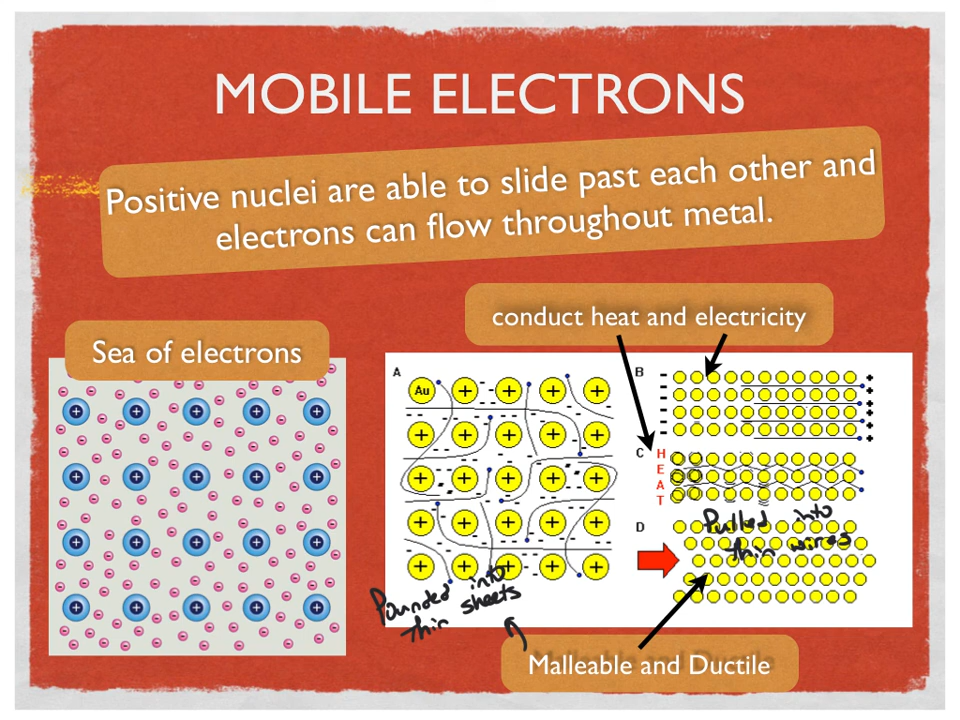 MOBILE ELECTRONS
Positive nuclei are able to slide past each other and
electrons can flow throughout metal.
conduct heat and electricity
Sea of electrons
A
Au
B
C
H
E
A
T
D
Pulled into
thin wires
Pounded into
thin sheets
Malleable and Ductile